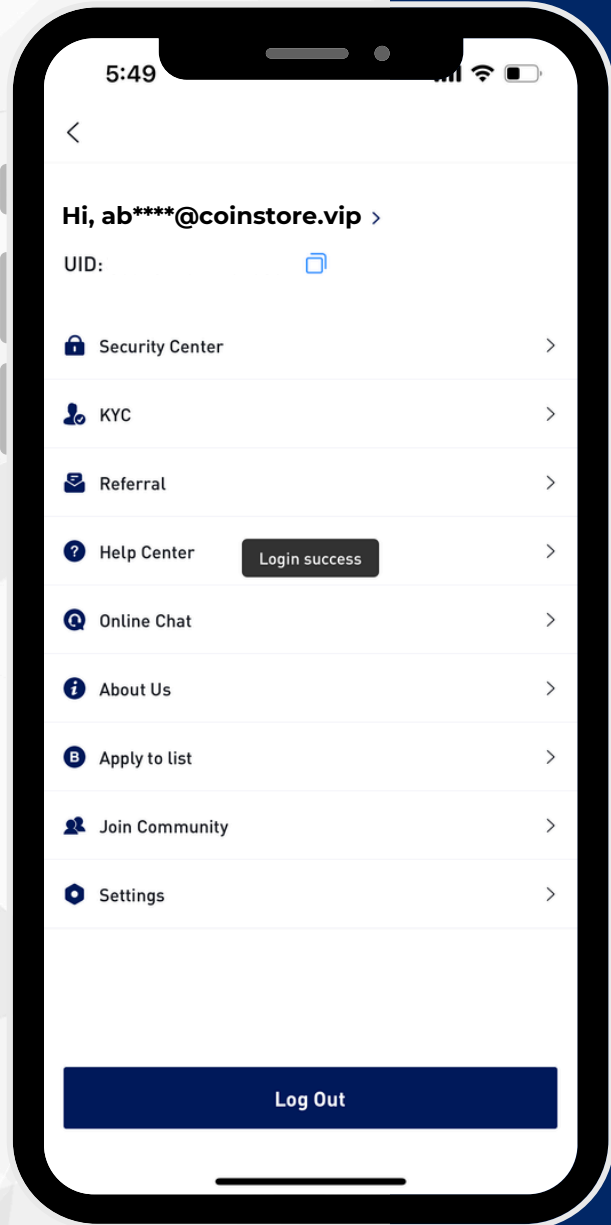 5:49
Hi, ab****@coinstore.vip >
UID:
Security Center
KYC
Referral
Help Center
Login success
Online Chat
About Us
Apply to list
Join Community
Settings
Log Out